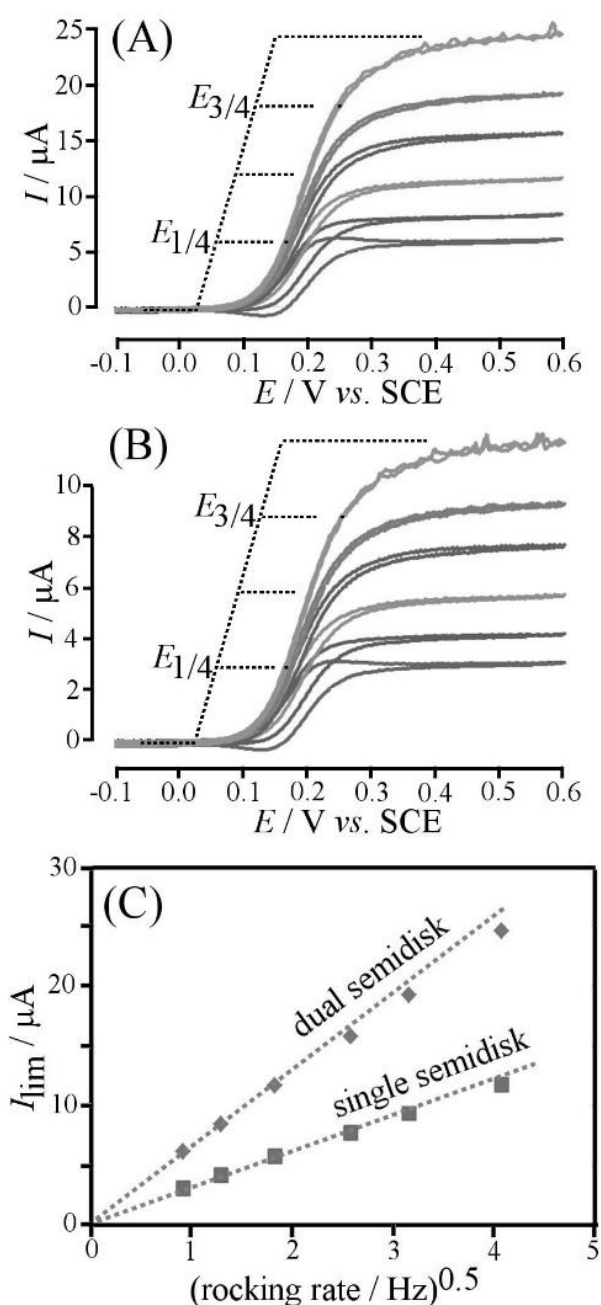 (A)
25
20
15
10
5
0
I / μA
E3/4
E1/4
-0.1 0.0 0.1 0.2 0.3 0.4 0.5 0.6
E / V vs. SCE
(B)
10
8
6
4
2
0
I / μA
E3/4
E1/4
-0.1 0.0 0.1 0.2 0.3 0.4 0.5 0.6
E / V vs. SCE
(C)
30
20
10
0
Ilim / μA
dual semidisk
single semidisk
0 1 2 3 4 5
(rocking rate / Hz)0.5